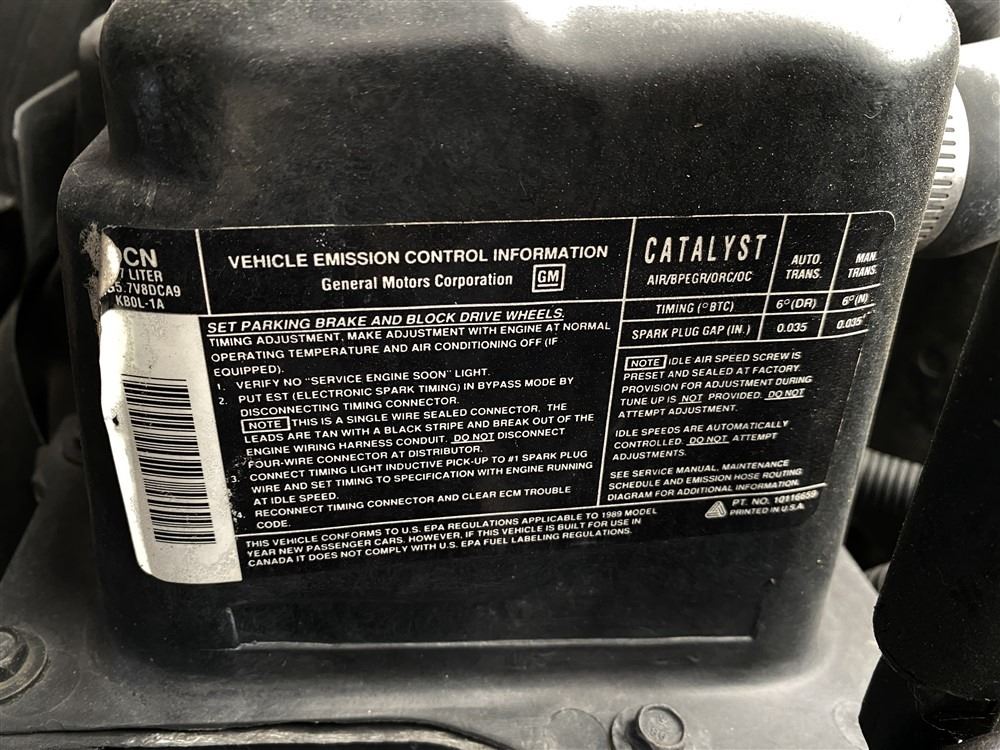 DCN
7 LITER
G5.7V8DCA9
KB0L-1A
VEHICLE EMISSION CONTROL INFORMATION
General Motors Corporation GM
CATALYST
AIR/BPEGR/ORC/OC
AUTO. TRANS.
MAN. TRANS.
TIMING (°BTC) 6°(DR) 6°(N)
SPARK PLUG GAP (IN.) 0.035 0.035
SET PARKING BRAKE AND BLOCK DRIVE WHEELS.
TIMING ADJUSTMENT, MAKE ADJUSTMENT WITH ENGINE AT NORMAL
OPERATING TEMPERATURE AND AIR CONDITIONING OFF (IF
EQUIPPED).
1. VERIFY NO "SERVICE ENGINE SOON" LIGHT.
2. PUT EST (ELECTRONIC SPARK TIMING) IN BYPASS MODE BY
DISCONNECTING TIMING CONNECTOR.
NOTE THIS IS A SINGLE WIRE SEALED CONNECTOR. THE
LEADS ARE TAN WITH A BLACK STRIPE AND BREAK OUT OF THE
ENGINE WIRING HARNESS CONDUIT. DO NOT DISCONNECT
FOUR-WIRE CONNECTOR AT DISTRIBUTOR.
3. CONNECT TIMING LIGHT INDUCTIVE PICK-UP TO #1 SPARK PLUG
WIRE AND SET TIMING TO SPECIFICATION WITH ENGINE RUNNING
AT IDLE SPEED.
4. RECONNECT TIMING CONNECTOR AND CLEAR ECM TROUBLE
CODE.
NOTE IDLE AIR SPEED SCREW IS
PRESET AND SEALED AT FACTORY.
PROVISION FOR ADJUSTMENT DURING
TUNE UP IS NOT PROVIDED. DO NOT
ATTEMPT ADJUSTMENT.
IDLE SPEEDS ARE AUTOMATICALLY
CONTROLLED. DO NOT ATTEMPT
ADJUSTMENTS.
SEE SERVICE MANUAL, MAINTENANCE
SCHEDULE AND EMISSION HOSE ROUTING
DIAGRAM FOR ADDITIONAL INFORMATION.
THIS VEHICLE CONFORMS TO U.S. EPA REGULATIONS APPLICABLE TO 1989 MODEL
YEAR NEW PASSENGER CARS. HOWEVER, IF THIS VEHICLE IS BUILT FOR USE IN
CANADA IT DOES NOT COMPLY WITH U.S. EPA FUEL LABELING REGULATIONS.
PT. NO. 10116659
PRINTED IN U.S.A.